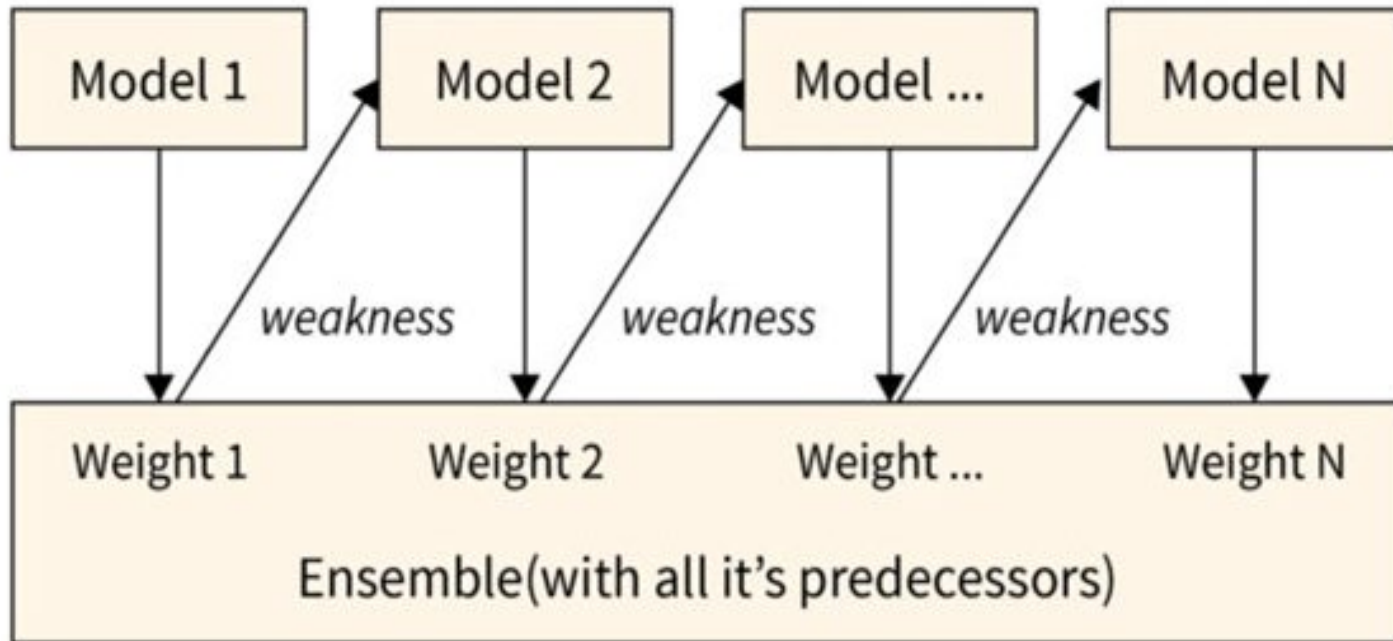 Model 1 Model 2 Model ... Model N
weakness weakness weakness
Weight 1 Weight 2 Weight ... Weight N
Ensemble(with all it’s predecessors)